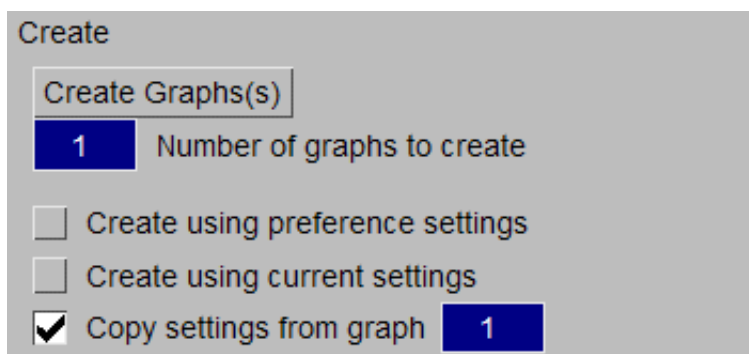 Create
Create Graphs(s)
1 Number of graphs to create
Create using preference settings
Create using current settings
Copy settings from graph 1